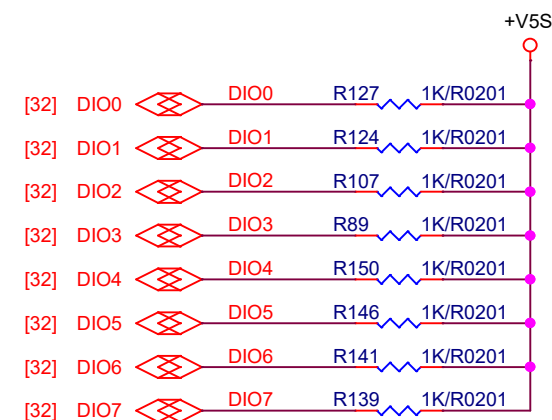 +V5S
[32] DIO0 DIO0 R127 1K/R0201
[32] DIO1 DIO1 R124 1K/R0201
[32] DIO2 DIO2 R107 1K/R0201
[32] DIO3 DIO3 R89 1K/R0201
[32] DIO4 DIO4 R150 1K/R0201
[32] DIO5 DIO5 R146 1K/R0201
[32] DIO6 DIO6 R141 1K/R0201
[32] DIO7 DIO7 R139 1K/R0201